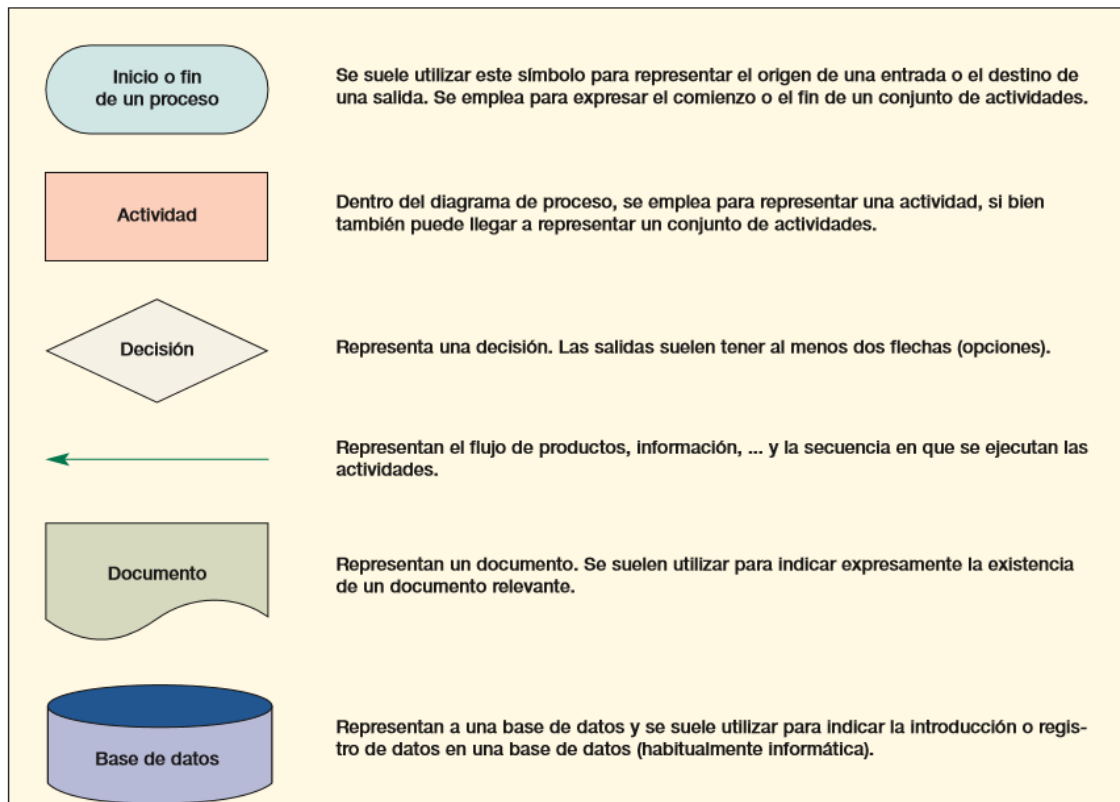 Inicio o fin
de un proceso
Se suele utilizar este símbolo para representar el origen de una entrada o el destino de
una salida. Se emplea para expresar el comienzo o el fin de un conjunto de actividades.
Actividad
Dentro del diagrama de proceso, se emplea para representar una actividad, si bien
también puede llegar a representar un conjunto de actividades.
Decisión
Representa una decisión. Las salidas suelen tener al menos dos flechas (opciones).
Representan el flujo de productos, información, ... y la secuencia en que se ejecutan las
actividades.
Documento
Representan un documento. Se suelen utilizar para indicar expresamente la existencia
de un documento relevante.
Base de datos
Representan a una base de datos y se suele utilizar para indicar la introducción o regis-
tro de datos en una base de datos (habitualmente informática).